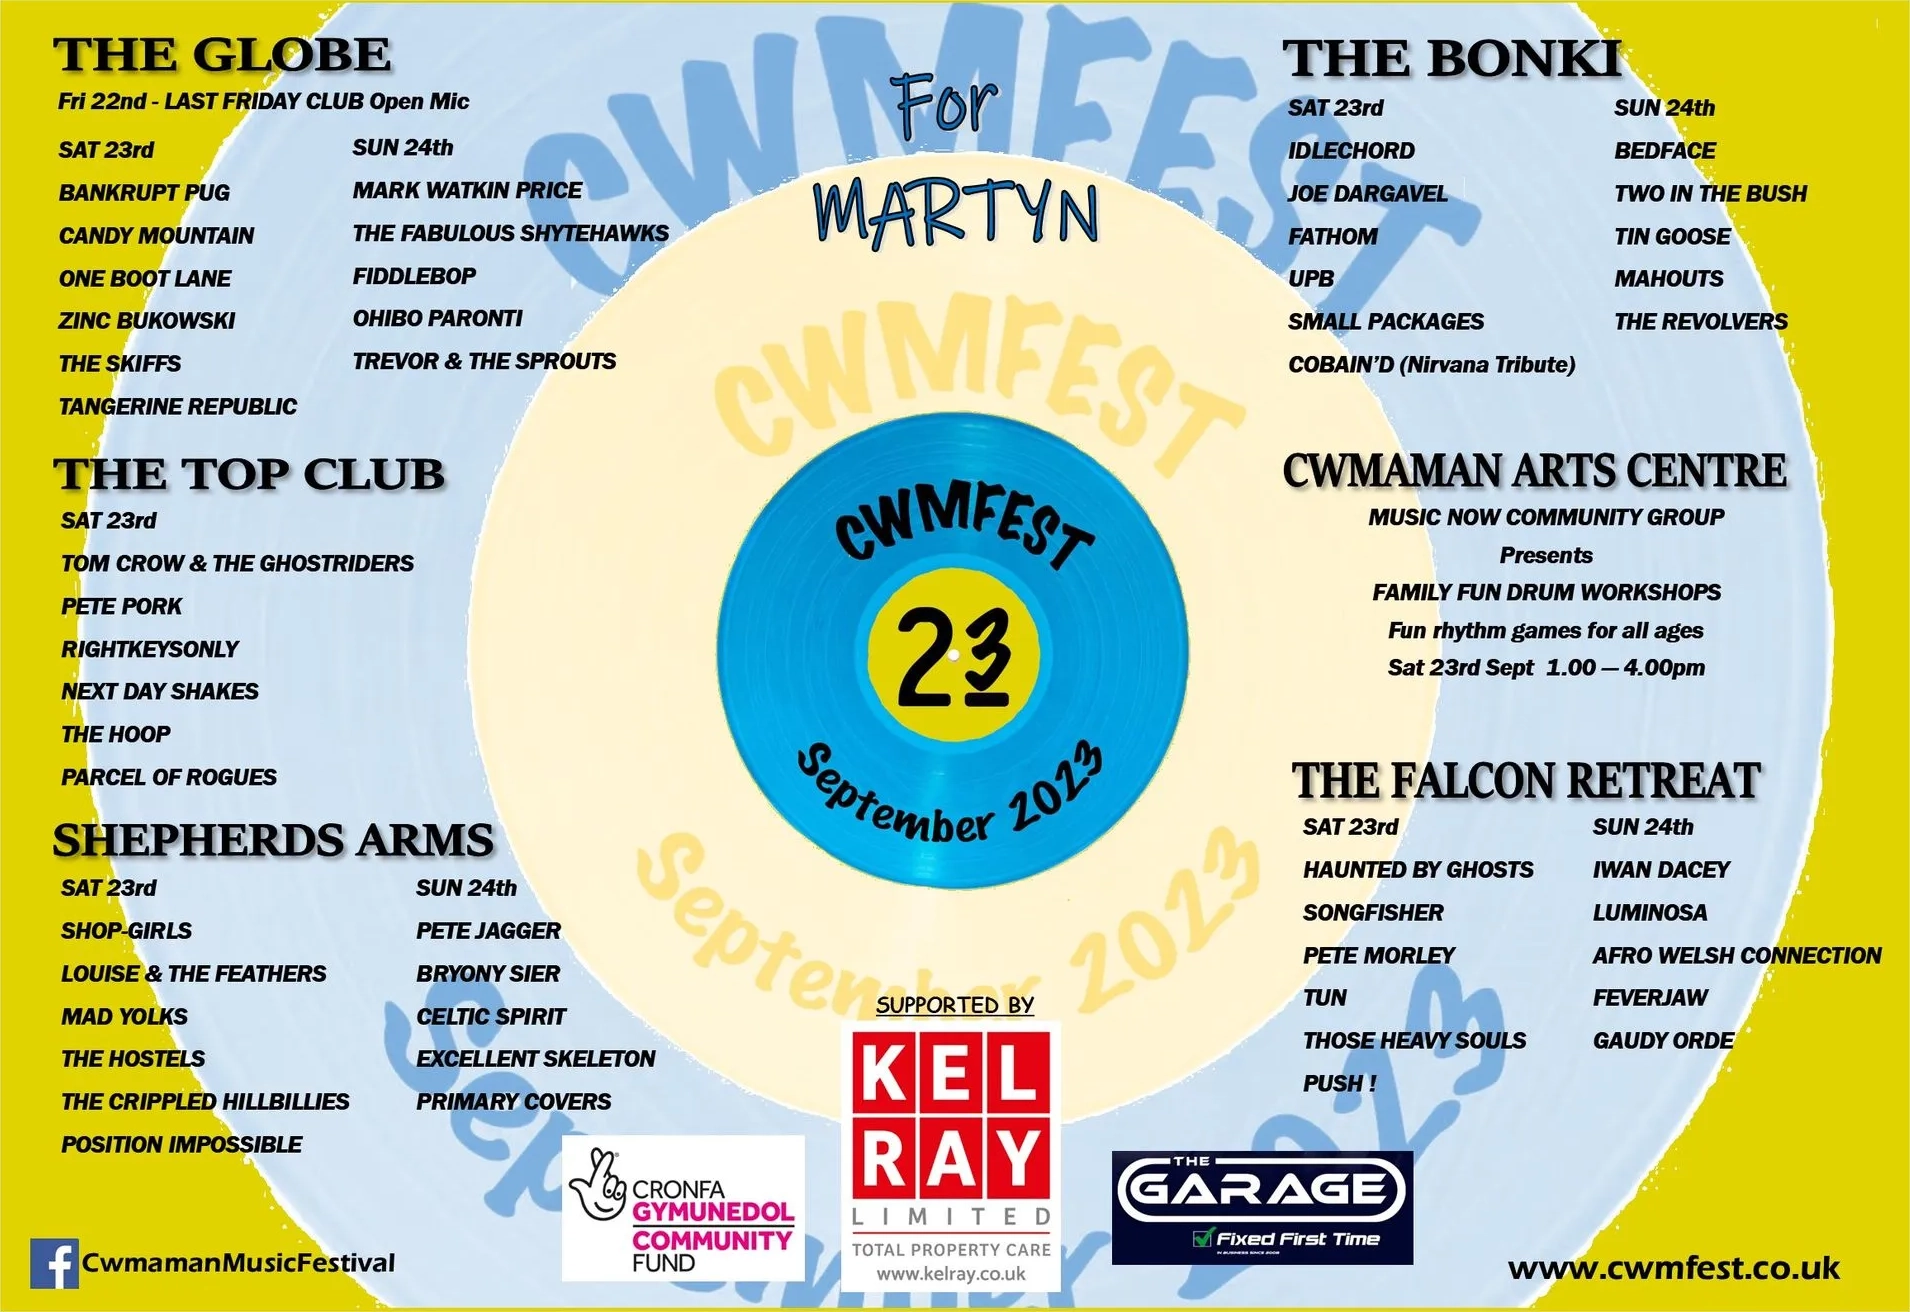 THE GLOBE
Fri 22nd - LAST FRIDAY CLUB Open Mic
SAT 23rd
BANKRUPT PUG
CANDY MOUNTAIN
ONE BOOT LANE
ZINC BUKOWSKI
THE SKIFFS
TANGERINE REPUBLIC
SUN 24th
MARK WATKIN PRICE
THE FABULOUS SHYTEHAWKS
FIDDLEBOP
OHIBO PARONTI
TREVOR & THE SPROUTS
THE TOP CLUB
SAT 23rd
TOM CROW & THE GHOSTRIDERS
PETE PORK
RIGHTKEYSONLY
NEXT DAY SHAKES
THE HOOP
PARCEL OF ROGUES
SHEPHERDS ARMS
SAT 23rd
SHOP-GIRLS
LOUISE & THE FEATHERS
MAD YOLKS
THE HOSTELS
THE CRIPPLED HILLBILLIES
POSITION IMPOSSIBLE
SUN 24th
PETE JAGGER
BRYONY SIER
CELTIC SPIRIT
EXCELLENT SKELETON
PRIMARY COVERS
CwmamanMusicFestival
CWMFEST
For
MARTYN
CWMFEST
CWMFEST
23
September 2023
September 2023
September 2023
SUPPORTED BY
CRONFA
GYMUNEDOL
COMMUNITY
FUND
KEL
RAY
LIMITED
TOTAL PROPERTY CARE
www.kelray.co.uk
THE
GARAGE
Fixed First Time
IN BUSINESS SINCE 2008
THE BONKI
SAT 23rd
IDLECHORD
JOE DARGAVEL
FATHOM
UPB
SMALL PACKAGES
COBAIN'D (Nirvana Tribute)
SUN 24th
BEDFACE
TWO IN THE BUSH
TIN GOOSE
MAHOUTS
THE REVOLVERS
CWMAMAN ARTS CENTRE
MUSIC NOW COMMUNITY GROUP
Presents
FAMILY FUN DRUM WORKSHOPS
Fun rhythm games for all ages
Sat 23rd Sept 1.00 — 4.00pm
THE FALCON RETREAT
SAT 23rd
HAUNTED BY GHOSTS
SONGFISHER
PETE MORLEY
TUN
THOSE HEAVY SOULS
PUSH !
SUN 24th
IWAN DACEY
LUMINOSA
AFRO WELSH CONNECTION
FEVERJAW
GAUDY ORDE
www.cwmfest.co.uk